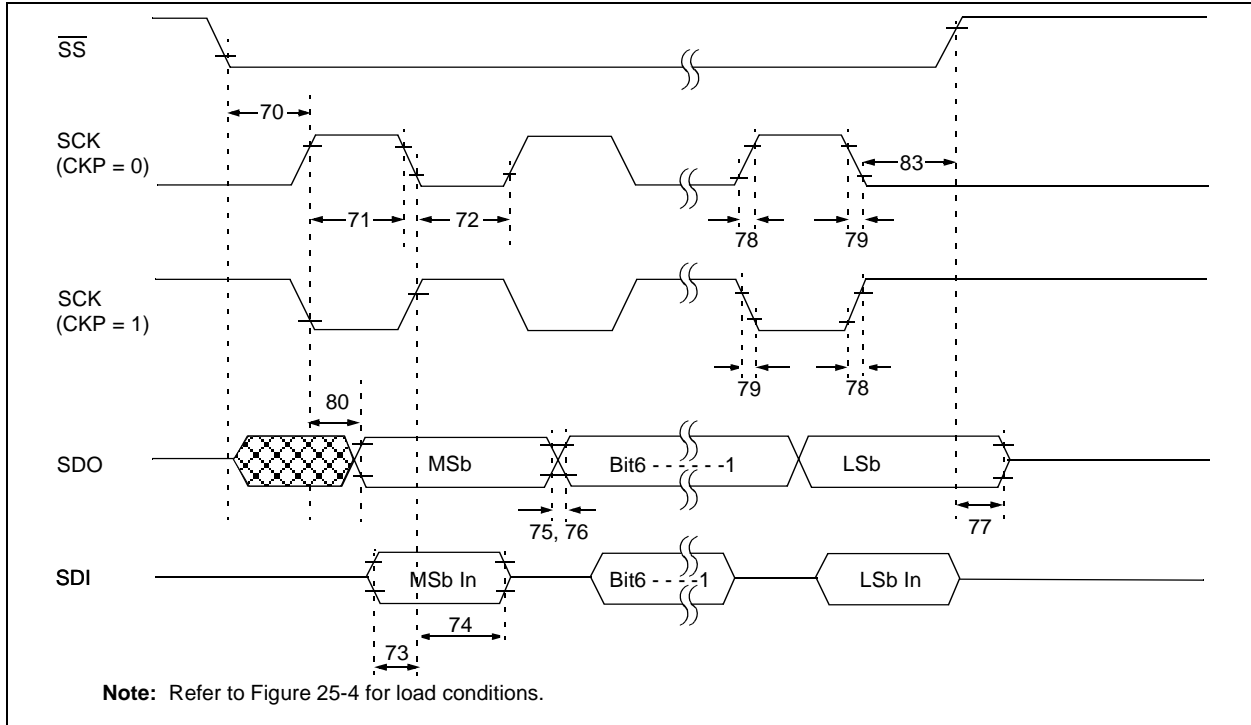 SS
70
SCK
(CKP = 0)
83
71
72
78
79
SCK
(CKP = 1)
79
78
80
SDO
MSb
Bit6 - - - - - -1
LSb
75, 76
77
SDI
MSb In
Bit6 - - - -1
LSb In
74
73
Note: Refer to Figure 25-4 for load conditions.